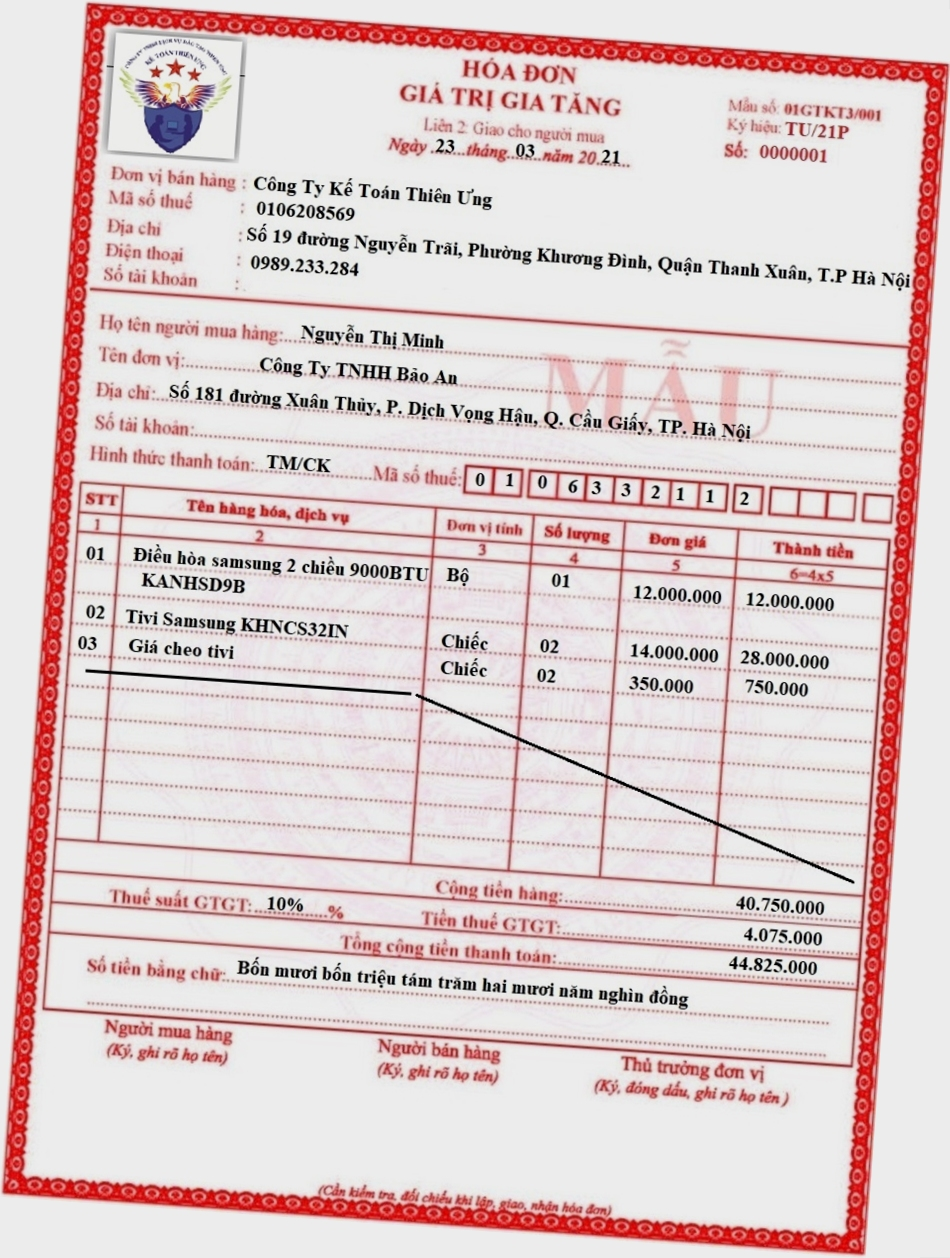 CÔNG TY TNHH DỊCH VỤ ĐÀO TẠO THIÊN ƯNG
KẾ TOÁN THIÊN ƯNG
HÓA ĐƠN
GIÁ TRỊ GIA TĂNG
Liên 2: Giao cho người mua
Ngày 23 tháng 03 năm 2021
Mẫu số: 01GTKT3/001
Ký hiệu: TU/21P
Số: 0000001
Đơn vị bán hàng : Công Ty Kế Toán Thiên Ưng
Mã số thuế : 0106208569
Địa chỉ : Số 19 đường Nguyễn Trãi, Phường Khương Đình, Quận Thanh Xuân, T.P Hà Nội
Điện thoại : 0989.233.284
Số tài khoản :
MẪU
Họ tên người mua hàng: Nguyễn Thị Minh
Tên đơn vị: Công Ty TNHH Bảo An
Địa chỉ: Số 181 đường Xuân Thủy, P. Dịch Vọng Hậu, Q. Cầu Giấy, TP. Hà Nội
Số tài khoản:
Hình thức thanh toán: TM/CK Mã số thuế: 0 1 0 6 3 3 2 1 1 2
STT Tên hàng hóa, dịch vụ Đơn vị tính Số lượng Đơn giá Thành tiền
1 2 3 4 5 6=4x5
01 Điều hòa samsung 2 chiều 9000BTU Bộ 01 12.000.000 12.000.000
KANHSD9B
02 Tivi Samsung KHNCS32IN Chiếc 02 14.000.000 28.000.000
03 Giá cheo tivi Chiếc 02 350.000 750.000
Cộng tiền hàng: 40.750.000
Thuế suất GTGT: 10% % Tiền thuế GTGT: 4.075.000
Tổng cộng tiền thanh toán: 44.825.000
Số tiền bằng chữ: Bốn mươi bốn triệu tám trăm hai mươi năm nghìn đồng
Người mua hàng Người bán hàng Thủ trưởng đơn vị
(Ký, ghi rõ họ tên) (Ký, ghi rõ họ tên) (Ký, đóng dấu, ghi rõ họ tên )
(Cần kiểm tra, đối chiếu khi lập, giao, nhận hóa đơn)